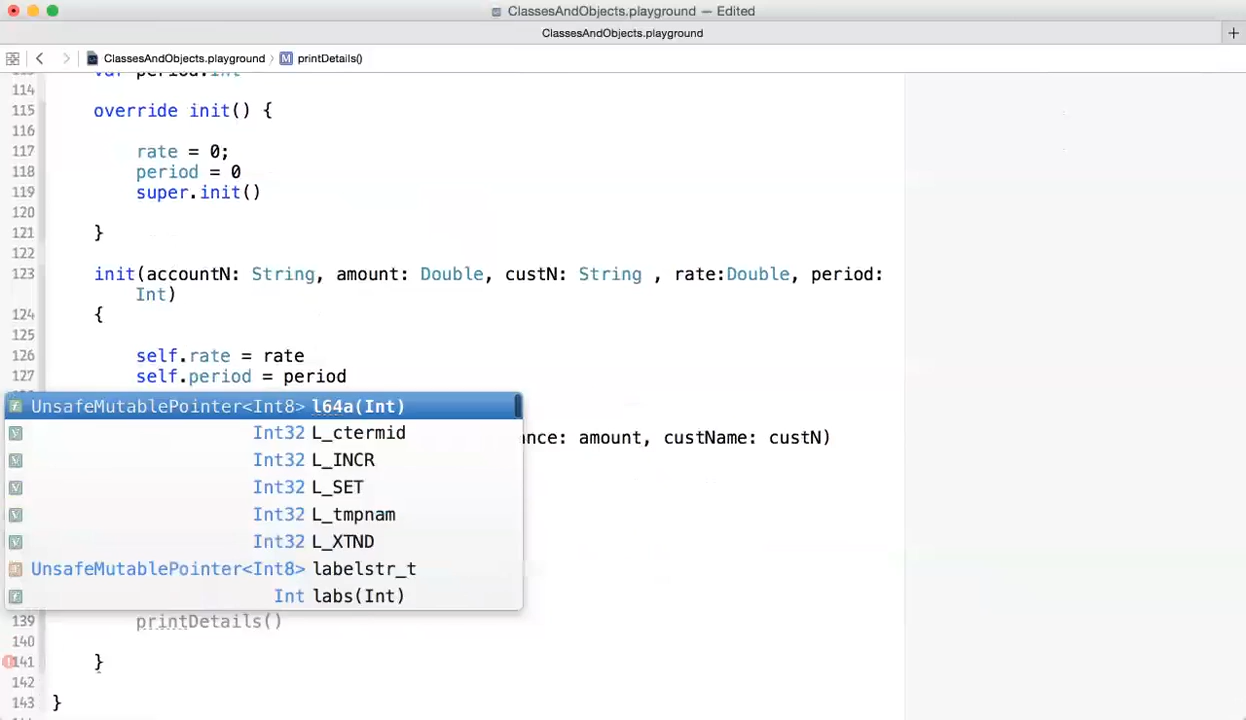 ClassesAndObjects.playground — Edited
ClassesAndObjects.playground
ClassesAndObjects.playground printDetails()
var period:Int
114
115 override init() {
116
117 rate = 0;
118 period = 0
119 super.init()
120
121 }
122
123 init(accountN: String, amount: Double, custN: String , rate:Double, period:
Int)
124 {
125
126 self.rate = rate
127 self.period = period
UnsafeMutablePointer<Int8> l64a(Int)
Int32 L_ctermid
ance: amount, custName: custN)
Int32 L_INCR
Int32 L_SET
Int32 L_tmpnam
Int32 L_XTND
UnsafeMutablePointer<Int8> labelstr_t
Int labs(Int)
139 printDetails()
140
141 }
142
143 }